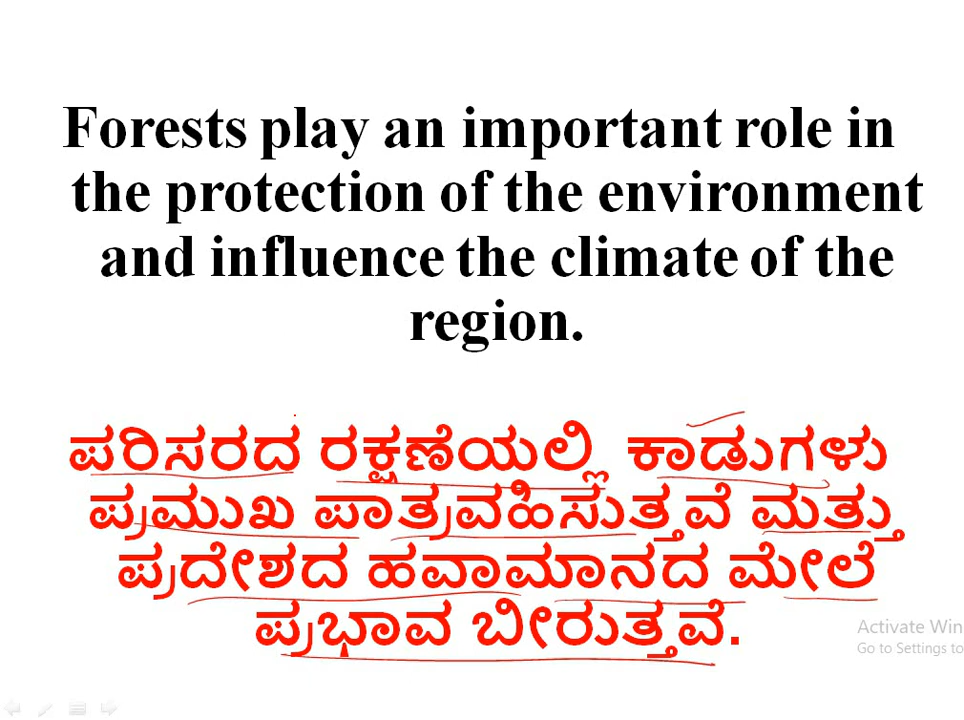 Forests play an important role in
the protection of the environment
and influence the climate of the
region.
ಪರಿಸರದ ರಕ್ಷಣೆಯಲ್ಲಿ ಕಾಡುಗಳು
ಪ್ರಮುಖ ಪಾತ್ರವಹಿಸುತ್ತವೆ ಮತ್ತು
ಪ್ರದೇಶದ ಹವಾಮಾನದ ಮೇಲೆ
ಪ್ರಭಾವ ಬೀರುತ್ತವೆ.
Activate Win
Go to Settings to